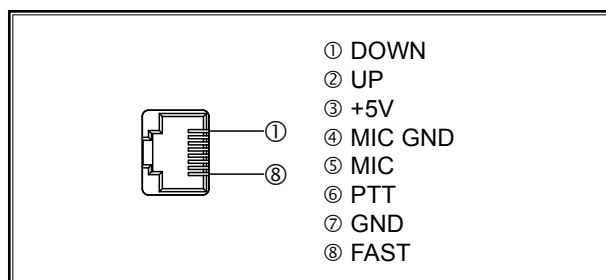 ① DOWN
② UP
③ +5V
① ④ MIC GND
⑤ MIC
⑧ ⑥ PTT
⑦ GND
⑧ FAST